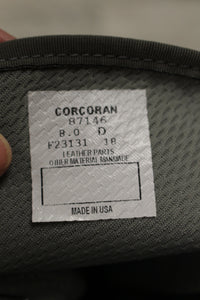 CORCORAN
87146
8.0 D
F23131 18
LEATHER PARTS
OTHER MATERIAL MANMADE
MADE IN USA